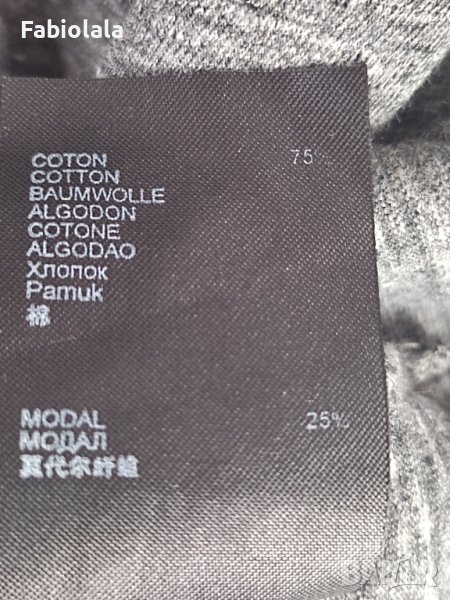 Fabiolala
COTON 75%
COTTON
BAUMWOLLE
ALGODON
COTONE
ALGODAO
Хлопок
Pamuk
棉
MODAL 25%
МОДАЛ
莫代尔纤维